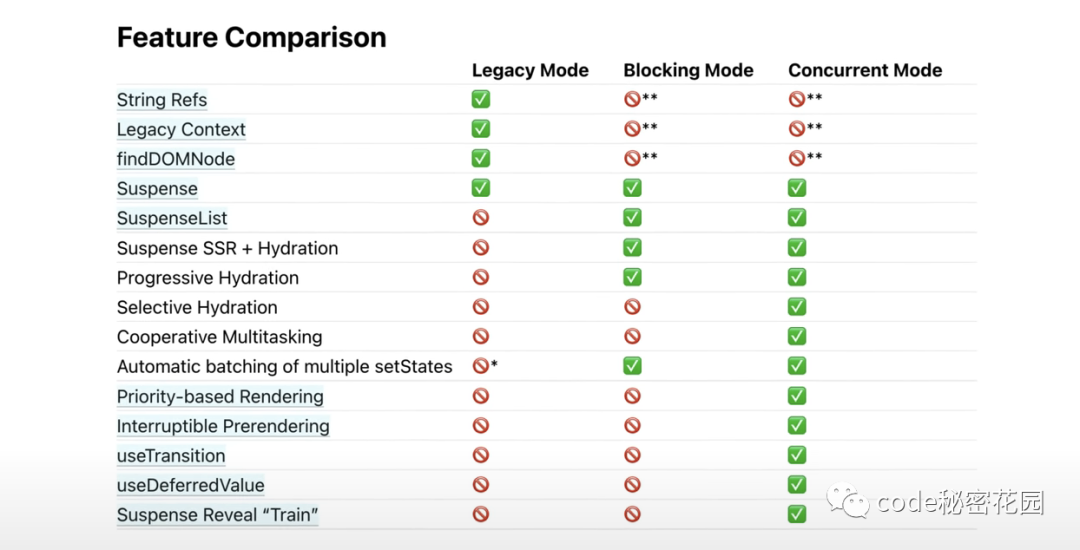 Feature Comparison
Legacy Mode Blocking Mode Concurrent Mode
String Refs ✅ 🚫** 🚫**
Legacy Context ✅ 🚫** 🚫**
findDOMNode ✅ 🚫** 🚫**
Suspense ✅ ✅ ✅
SuspenseList 🚫 ✅ ✅
Suspense SSR + Hydration 🚫 ✅ ✅
Progressive Hydration 🚫 ✅ ✅
Selective Hydration 🚫 🚫 ✅
Cooperative Multitasking 🚫 🚫 ✅
Automatic batching of multiple setStates 🚫* ✅ ✅
Priority-based Rendering 🚫 🚫 ✅
Interruptible Prerendering 🚫 🚫 ✅
useTransition 🚫 🚫 ✅
useDeferredValue 🚫 🚫 ✅
Suspense Reveal “Train” 🚫 🚫 ✅
code秘密花园